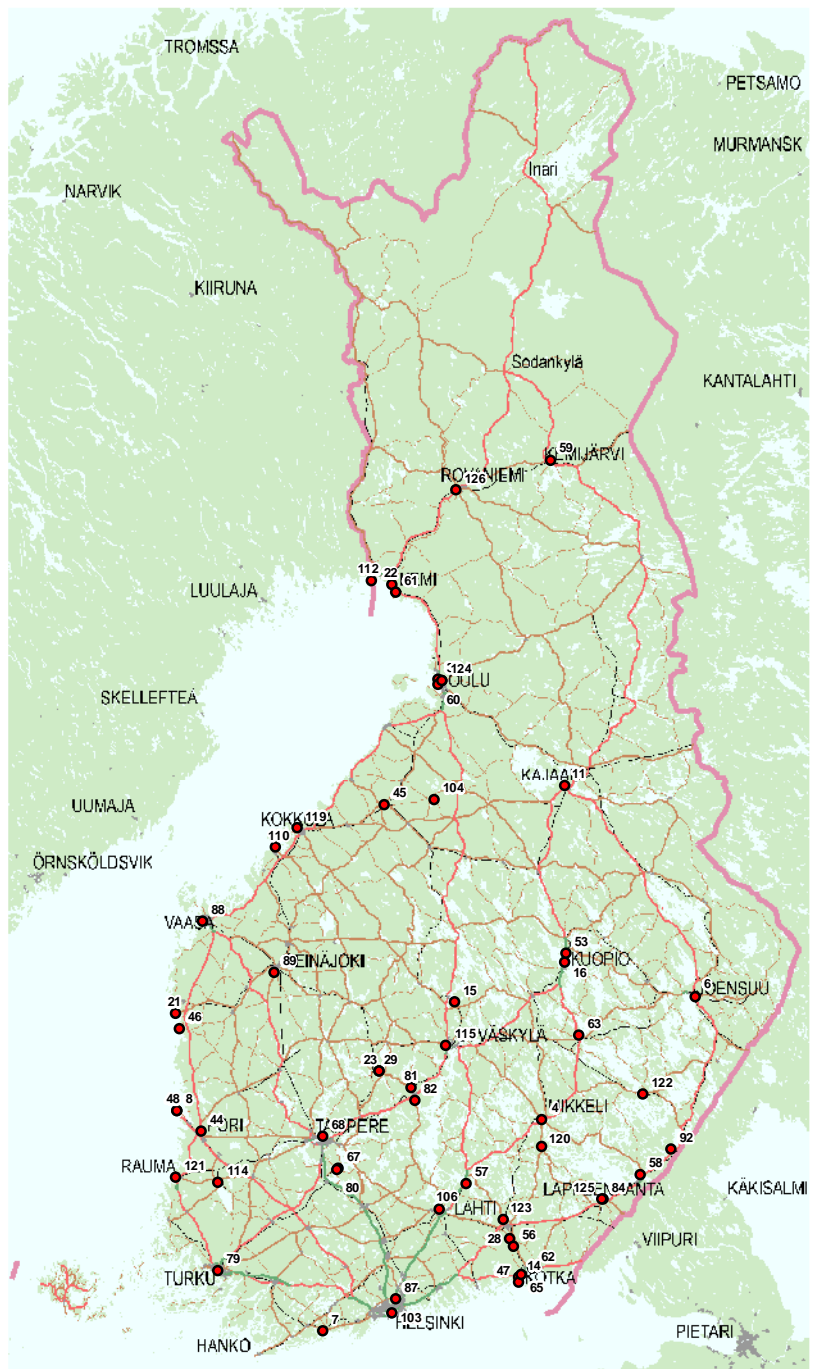 TROMSSA
PETSAMO
MURMANSK
Inari
NARVIK
KIIRUNA
Sodankylä
KANTALAHTI
59
KEMIJÄRVI
ROVANIEMI
126
112
22
61
KEMI
LUULAJA
124
OULU
60
SKELLEFTEÅ
KAJAANI
11
45
104
UUMAJA
119
KOKKOLA
110
ÖRNSKÖLDSVIK
88
VAASA
53
KUOPIO
16
89
SEINÄJOKI
6
JOENSUU
15
21
46
63
115
JYVÄSKYLÄ
23
29
81
82
122
48
8
4
MIKKELI
44
PORI
68
TAMPERE
120
92
67
RAUMA
121
114
80
57
58
LAPPEENRANTA
125
84
KÄKISALMI
106
LAHTI
123
28
56
VIIPURI
62
14
47
KOTKA
65
79
TURKU
87
103
HELSINKI
7
HANKO
PIETARI